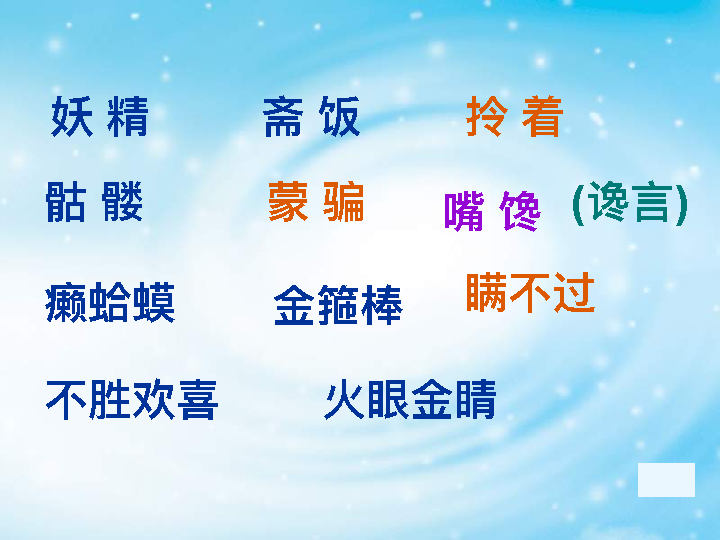 妖 精 斋 饭 拎 着
骷 髅 蒙 骗 嘴 馋 (谗言)
癞蛤蟆 金箍棒 瞒不过
不胜欢喜 火眼金睛